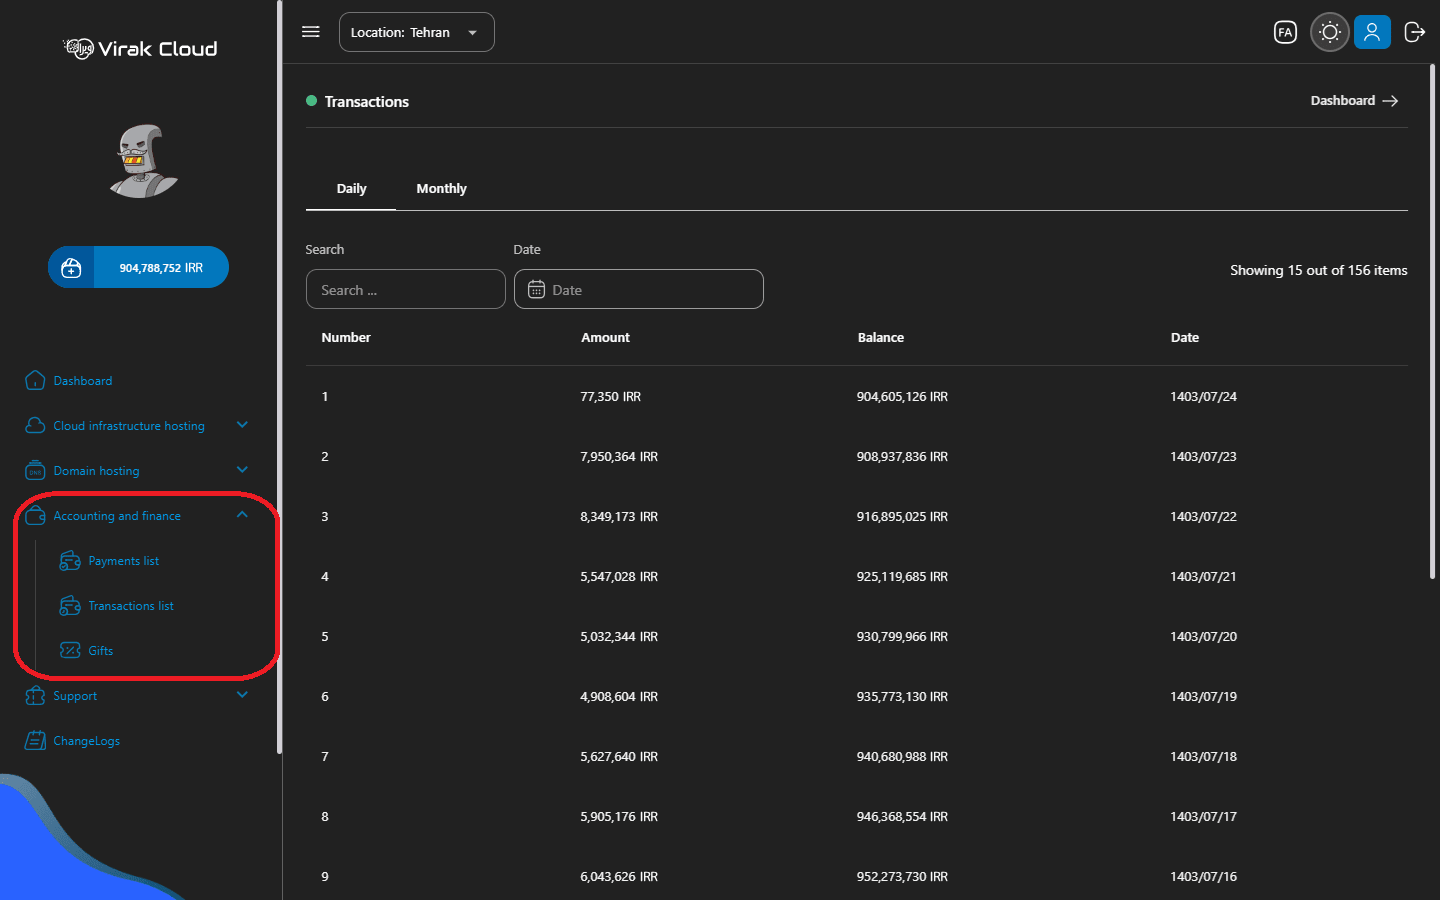 Virak Cloud
904,788,752 IRR
Dashboard
Cloud infrastructure hosting
DNS
Domain hosting
Accounting and finance
Payments list
Transactions list
Gifts
Support
ChangeLogs
Location: Tehran
FA
Transactions
Dashboard
Daily Monthly
Search Date
Search ... Date
Showing 15 out of 156 items
Number Amount Balance Date
1 77,350 IRR 904,605,126 IRR 1403/07/24
2 7,950,364 IRR 908,937,836 IRR 1403/07/23
3 8,349,173 IRR 916,895,025 IRR 1403/07/22
4 5,547,028 IRR 925,119,685 IRR 1403/07/21
5 5,032,344 IRR 930,799,966 IRR 1403/07/20
6 4,908,604 IRR 935,773,130 IRR 1403/07/19
7 5,627,640 IRR 940,680,988 IRR 1403/07/18
8 5,905,176 IRR 946,368,554 IRR 1403/07/17
9 6,043,626 IRR 952,273,730 IRR 1403/07/16